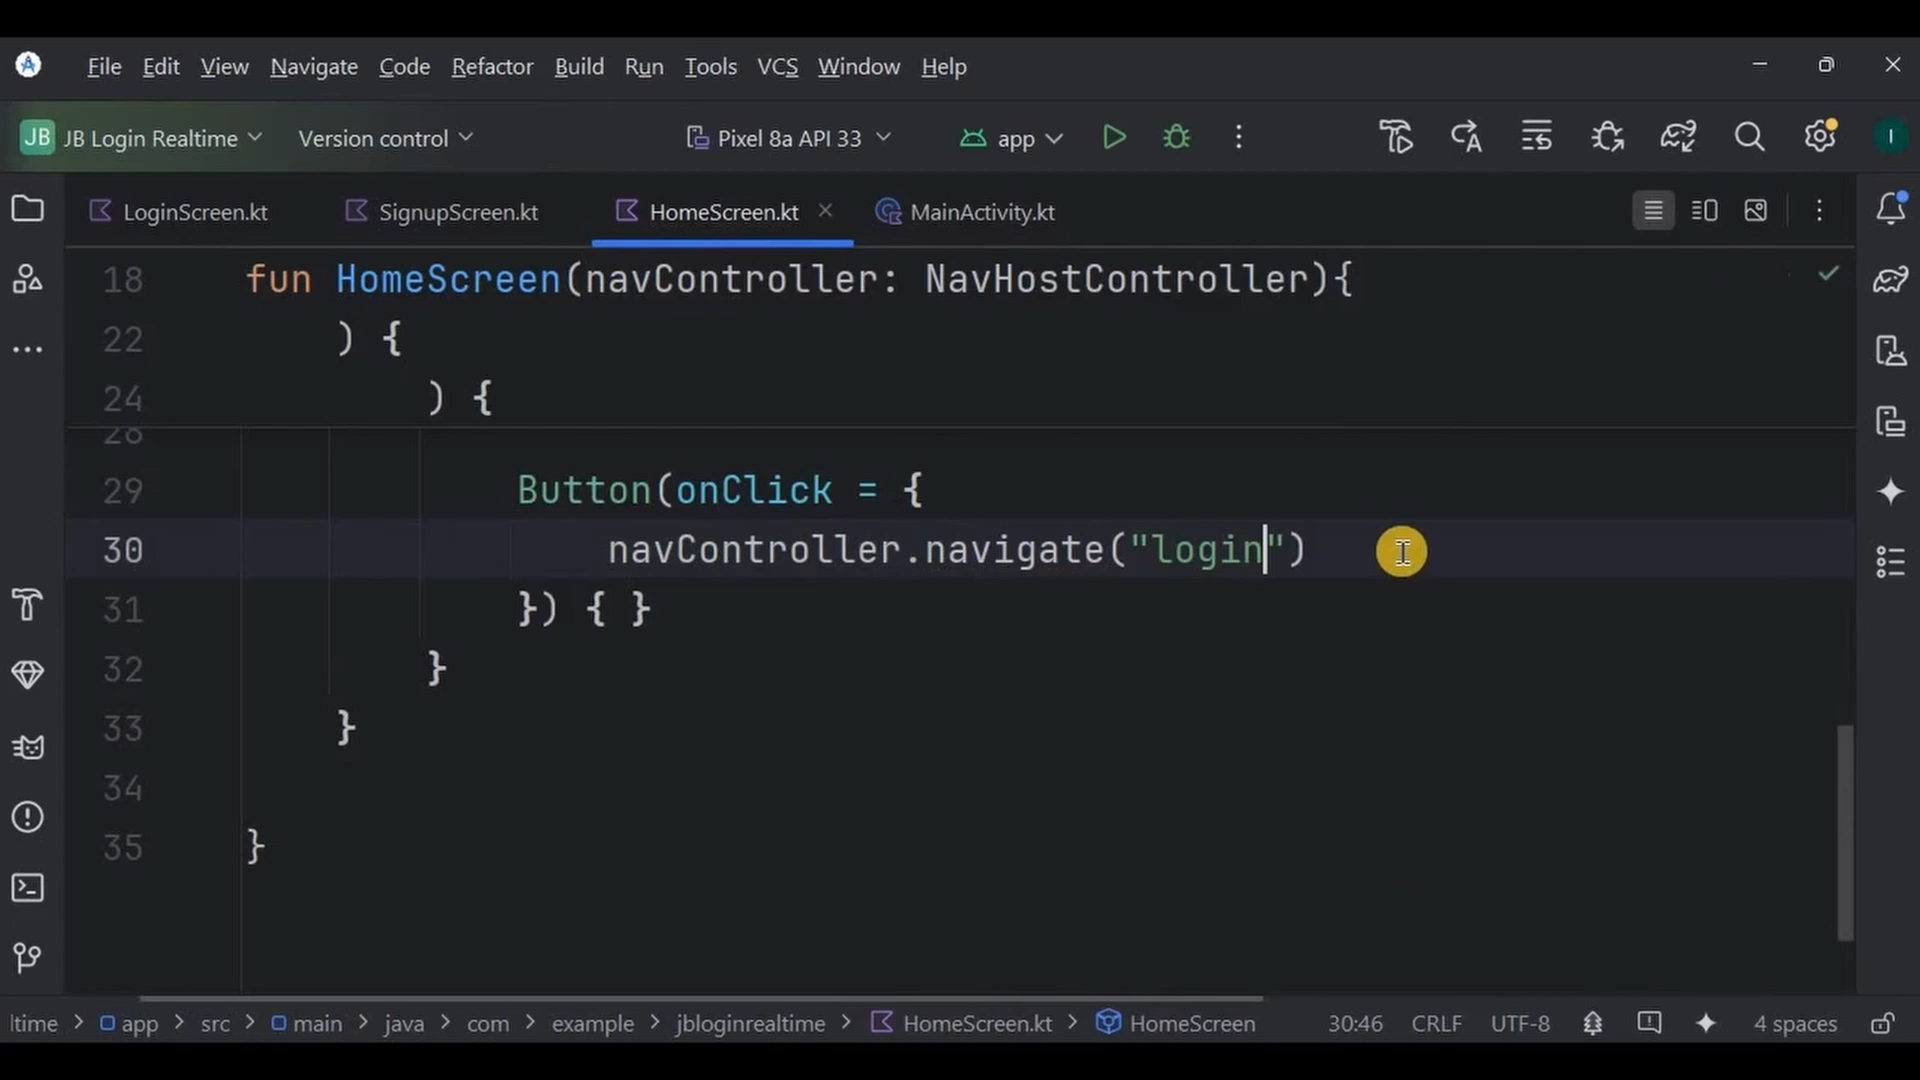 File Edit View Navigate Code Refactor Build Run Tools VCS Window Help
JB JB Login Realtime Version control Pixel 8a API 33 app I
LoginScreen.kt SignupScreen.kt HomeScreen.kt MainActivity.kt
18 fun HomeScreen(navController: NavHostController){
22 ) {
24 ) {
28
29 Button(onClick = {
30 navController.navigate("login")
31 }) { }
32 }
33 }
34
35 }
ltime > app > src > main > java > com > example > jbloginrealtime > HomeScreen.kt > HomeScreen 30:46 CRLF UTF-8 4 spaces